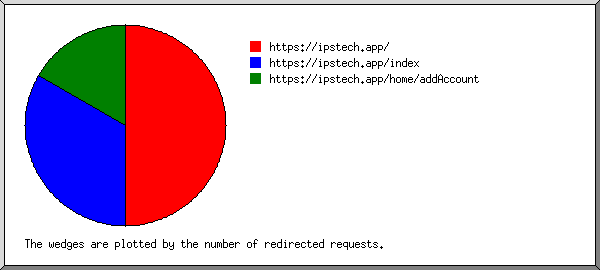 https://ipstech.app/
https://ipstech.app/index
https://ipstech.app/home/addAccount
The wedges are plotted by the number of redirected requests.